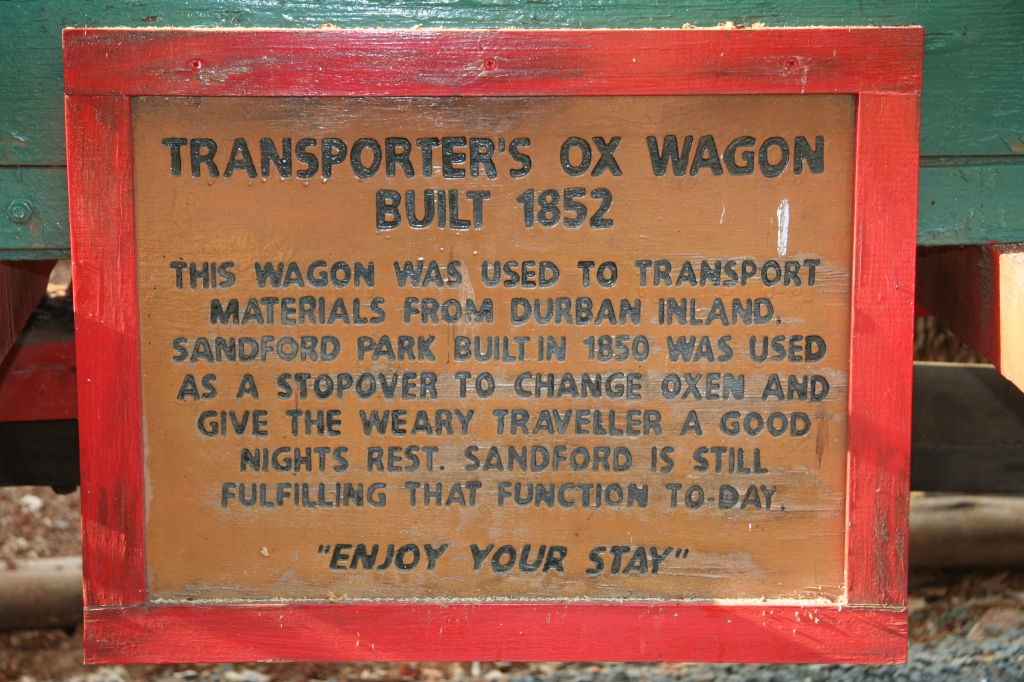 TRANSPORTER'S OX WAGON
BUILT 1852
THIS WAGON WAS USED TO TRANSPORT
MATERIALS FROM DURBAN INLAND.
SANDFORD PARK BUILT IN 1850 WAS USED
AS A STOPOVER TO CHANGE OXEN AND
GIVE THE WEARY TRAVELLER A GOOD
NIGHTS REST. SANDFORD IS STILL
FULFILLING THAT FUNCTION TO-DAY.
"ENJOY YOUR STAY"